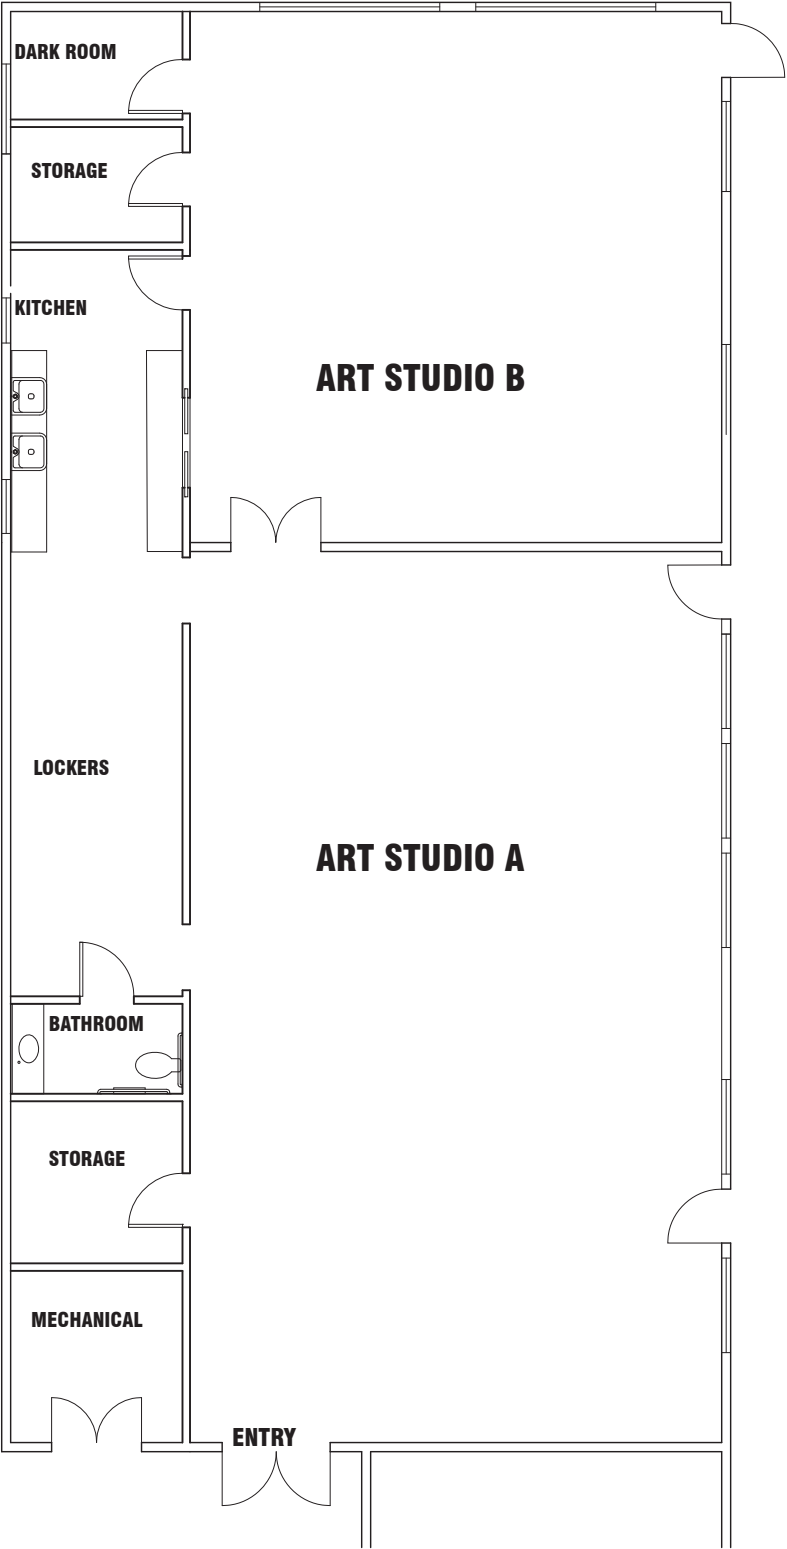 DARK ROOM
STORAGE
KITCHEN
ART STUDIO B
LOCKERS
ART STUDIO A
BATHROOM
STORAGE
MECHANICAL
ENTRY